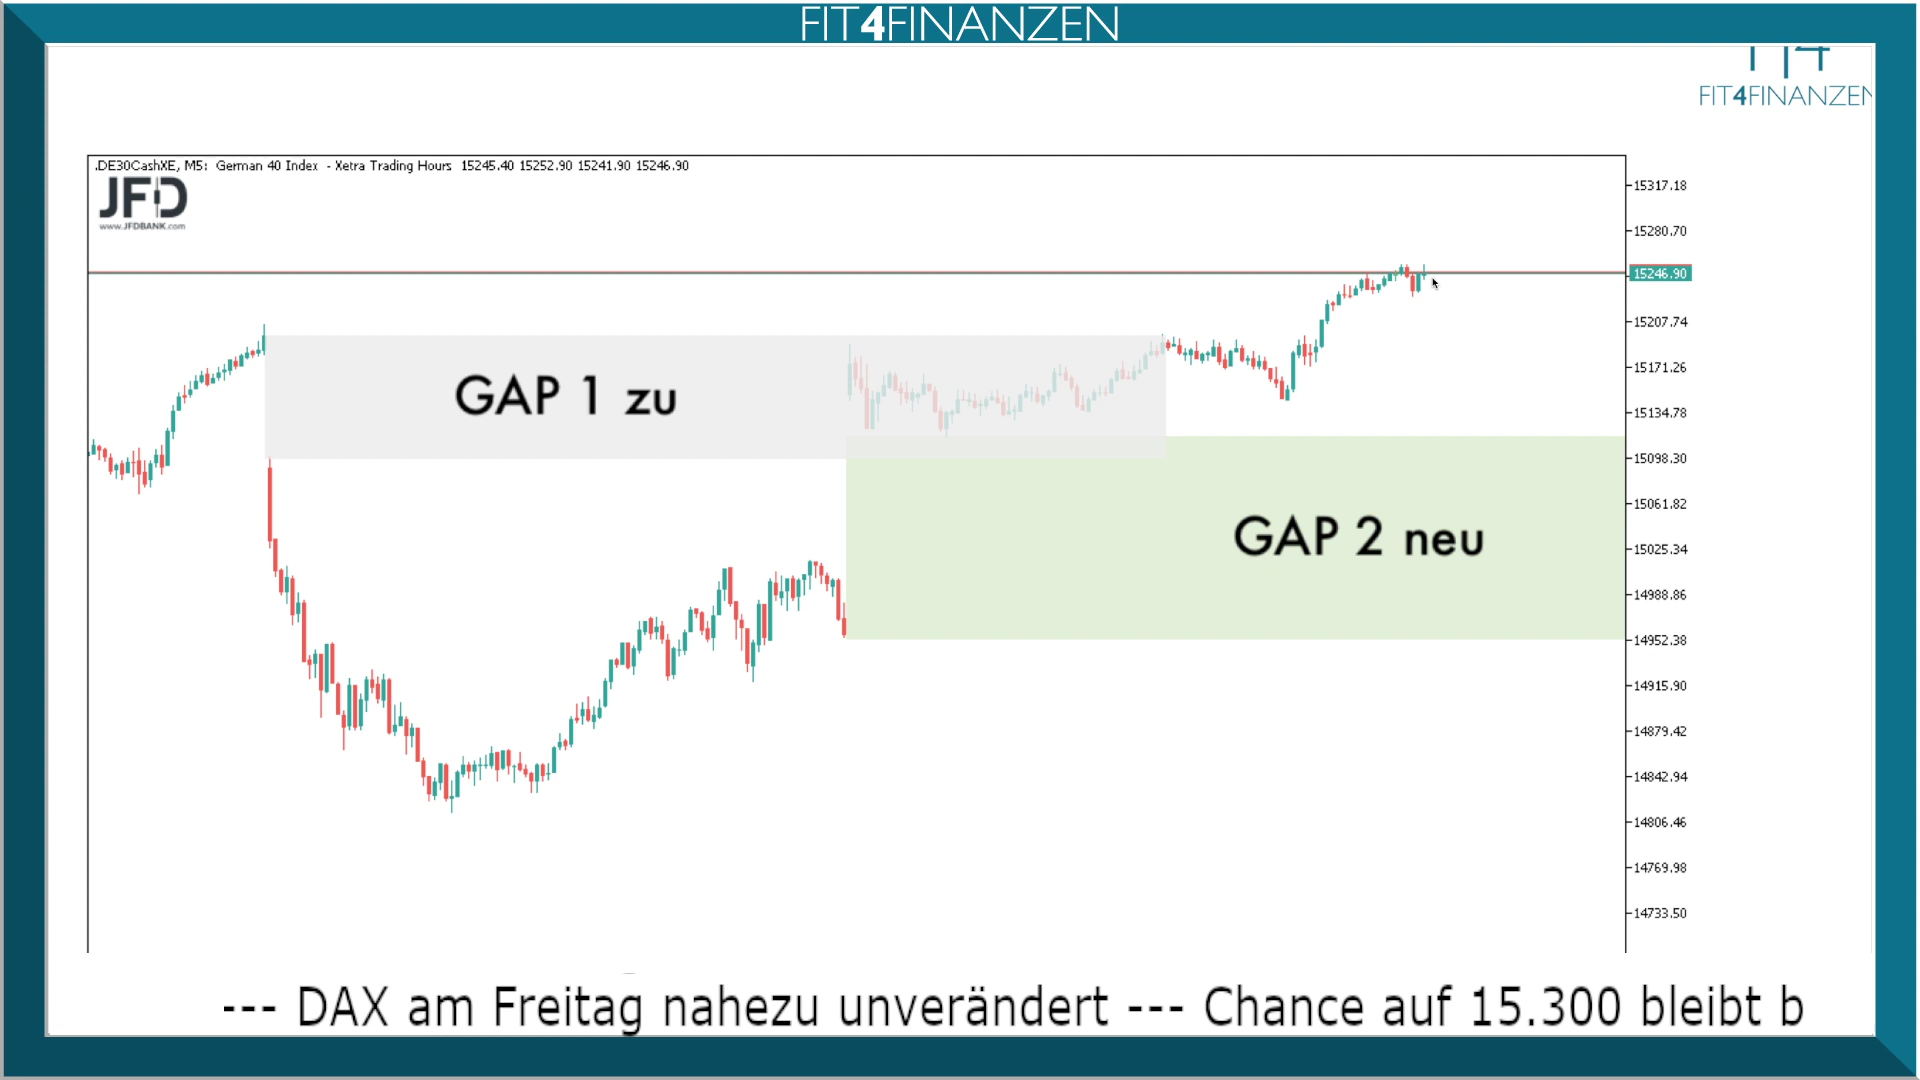 FIT4FINANZEN
FIT4FINANZEN
.DE30CashXE, M5: German 40 Index - Xetra Trading Hours 15245.40 15252.90 15241.90 15246.90
JFD
www.JFDBANK.com
15317.18
15280.70
15246.90
15207.74
15171.26
15134.78
15098.30
15061.82
15025.34
14988.86
14952.38
14915.90
14879.42
14842.94
14806.46
14769.98
14733.50
GAP 1 zu
GAP 2 neu
--- DAX am Freitag nahezu unverändert --- Chance auf 15.300 bleibt b